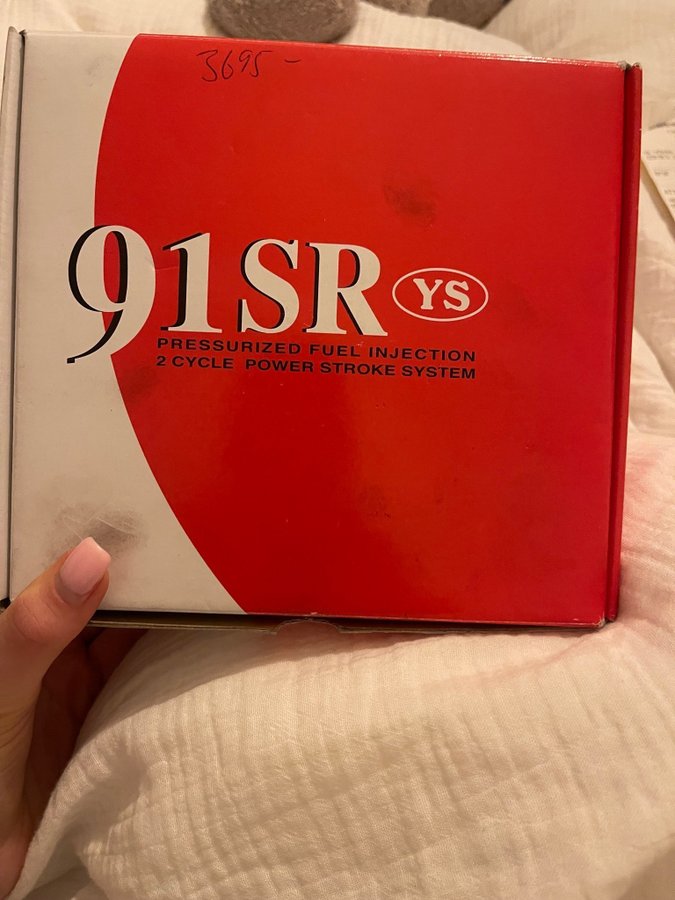 3695 -
91SR YS
PRESSURIZED FUEL INJECTION
2 CYCLE POWER STROKE SYSTEM